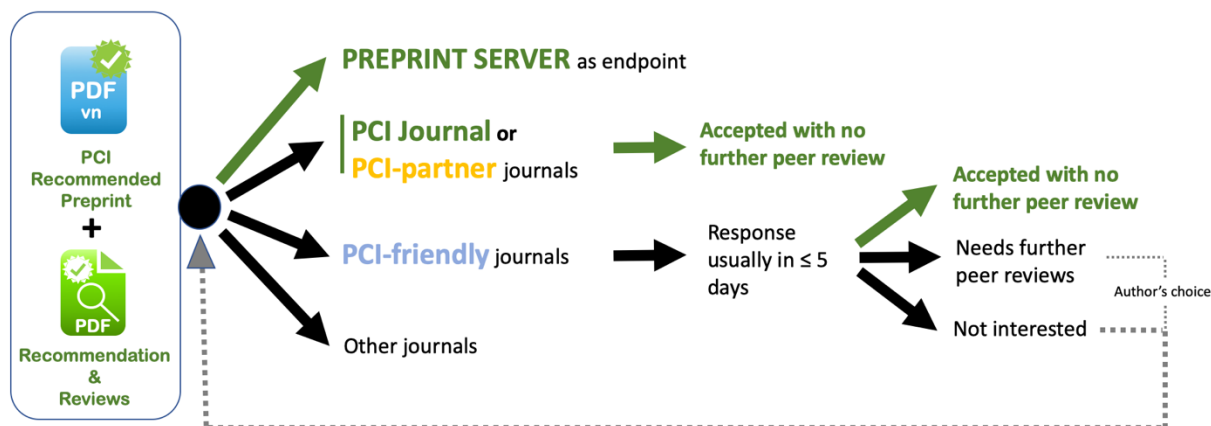 PDF
vn
PCI
Recommended
Preprint
+
PDF
Recommendation
&
Reviews
PREPRINT SERVER as endpoint
PCI Journal or
PCI-partner journals
Accepted with no
further peer review
PCI-friendly journals
Response
usually in ≤ 5
days
Accepted with no
further peer review
Needs further
peer reviews
Author's choice
Not interested
Other journals